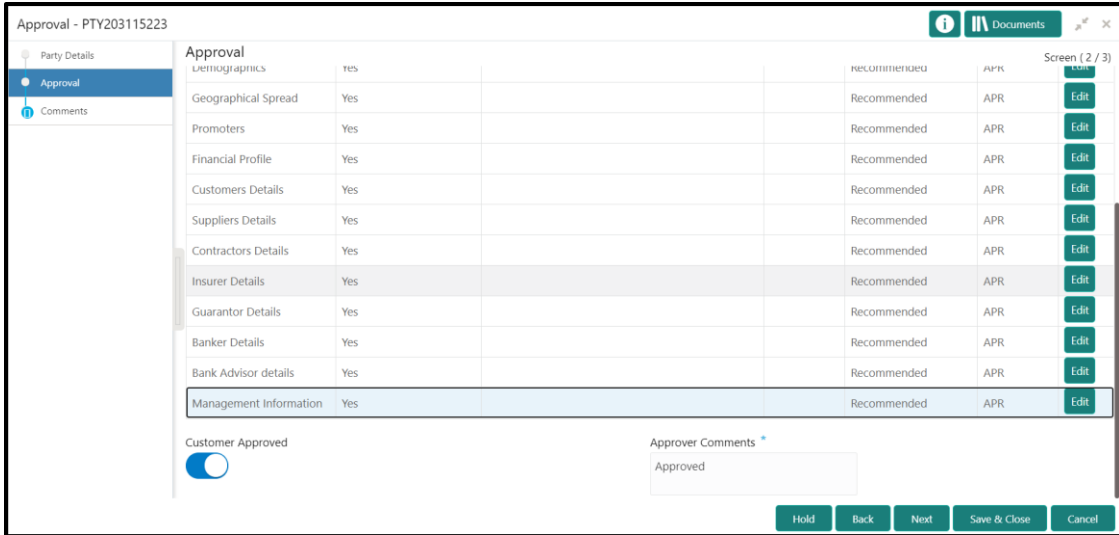 Approval - PTY203115223
Documents
Party Details
Approval
Comments
Approval
Screen ( 2 / 3)
Demographics Yes Recommended APR Edit
Geographical Spread Yes Recommended APR Edit
Promoters Yes Recommended APR Edit
Financial Profile Yes Recommended APR Edit
Customers Details Yes Recommended APR Edit
Suppliers Details Yes Recommended APR Edit
Contractors Details Yes Recommended APR Edit
Insurer Details Yes Recommended APR Edit
Guarantor Details Yes Recommended APR Edit
Banker Details Yes Recommended APR Edit
Bank Advisor details Yes Recommended APR Edit
Management Information Yes Recommended APR Edit
Customer Approved
Approver Comments *
Approved
Hold Back Next Save & Close Cancel